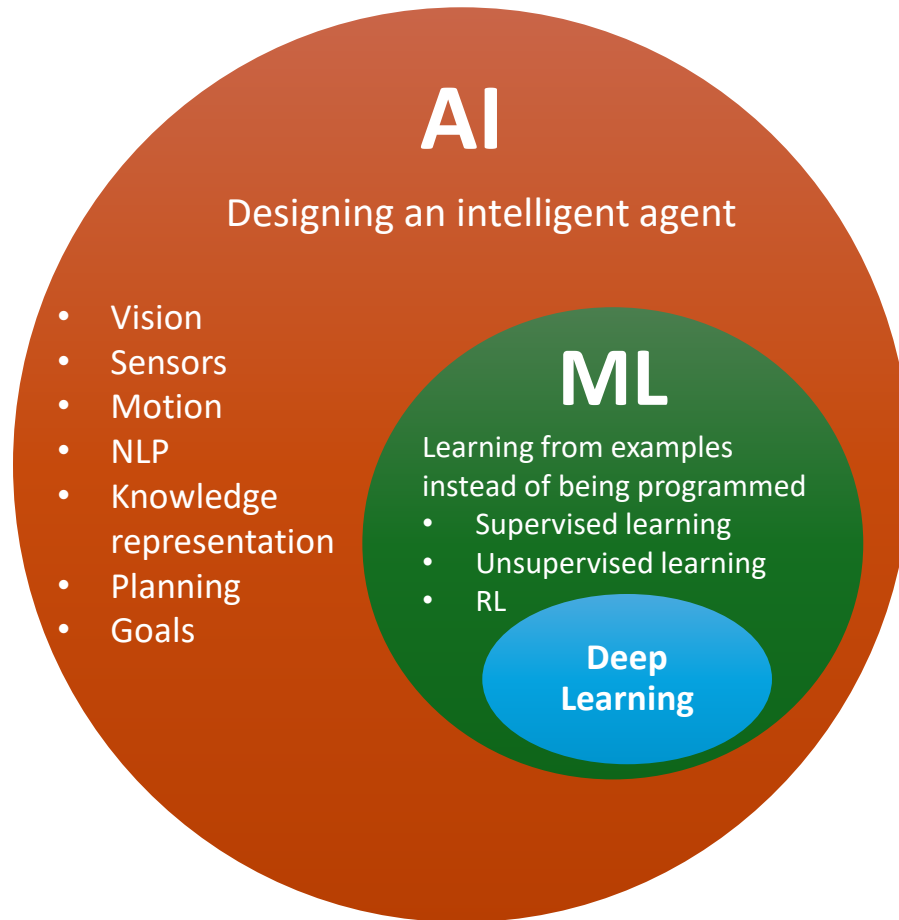 AI
Designing an intelligent agent
• Vision
• Sensors
• Motion
• NLP
• Knowledge
representation
• Planning
• Goals
ML
Learning from examples
instead of being programmed
• Supervised learning
• Unsupervised learning
• RL
Deep
Learning